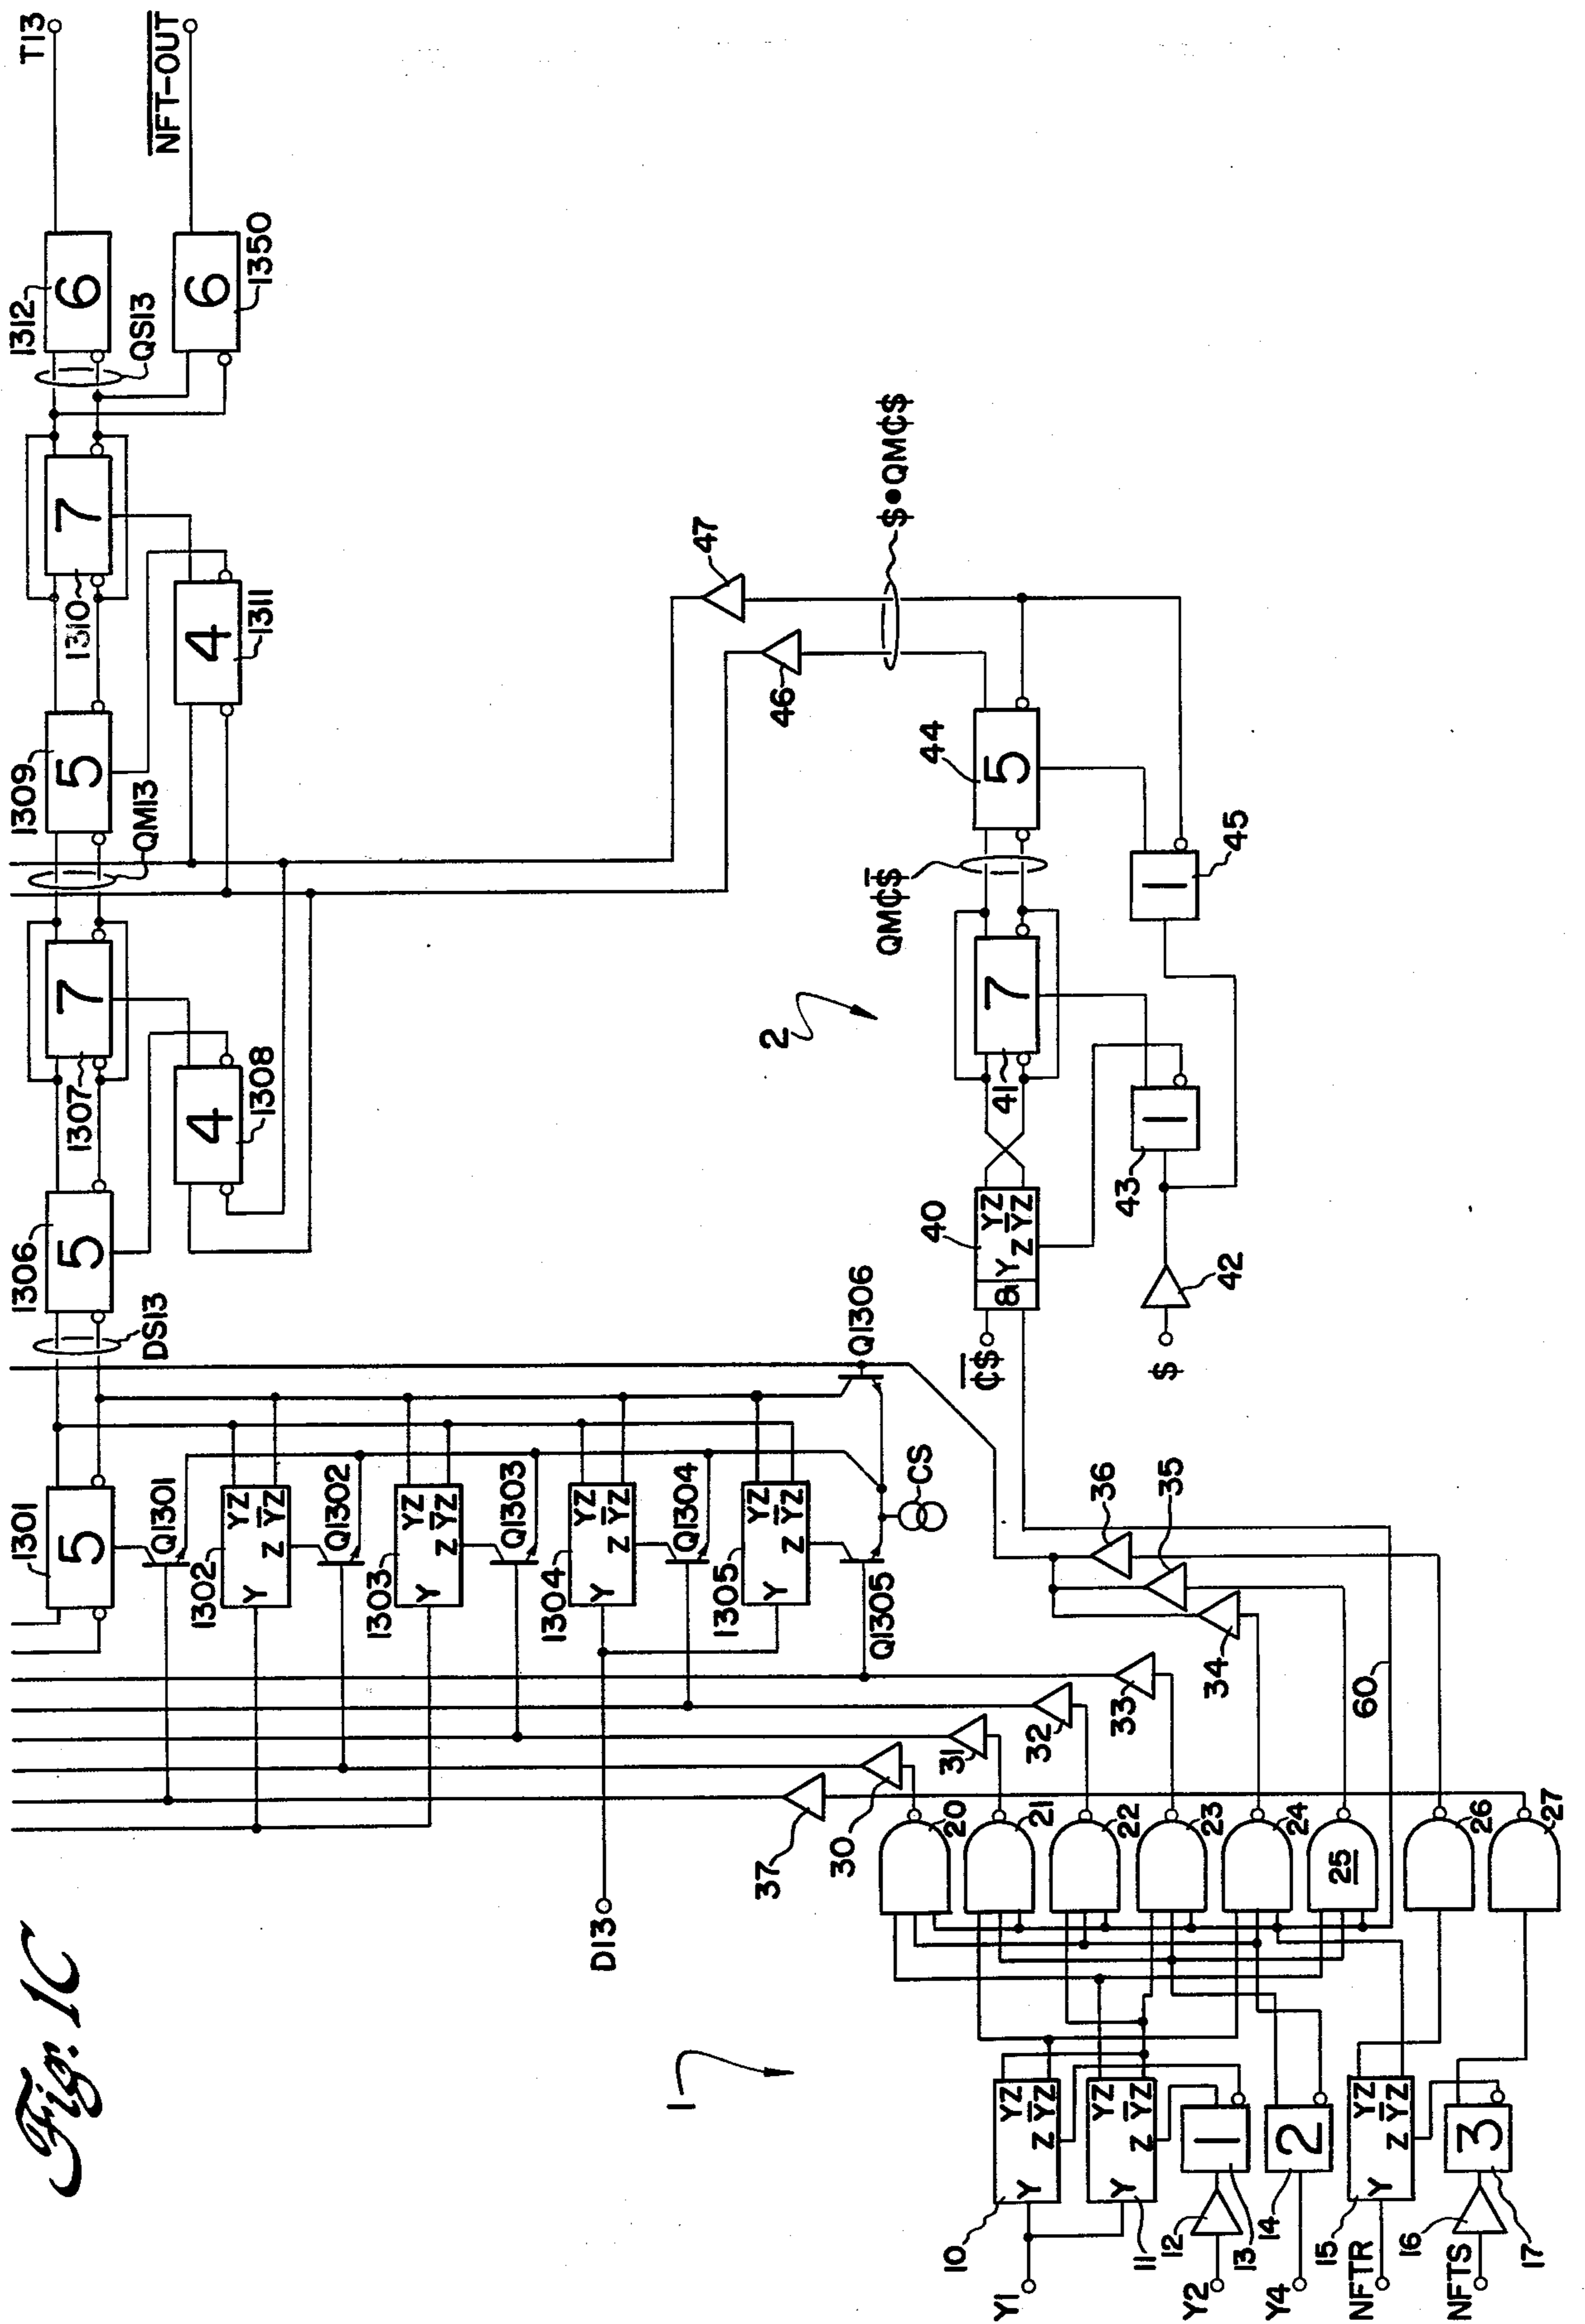 Fig. 1C
1301
5
Q1301
DS13
1306
5
1307
7
QM13
1309
5
1310
7
QS13
1312
6
T13
1302
Y
Z
YZ
Y̅Z
Q1302
1308
4
1311
4
1350
6
N̅F̅T̅-̅O̅U̅T̅
1303
Y
Z
YZ
Y̅Z
Q1303
D13
1304
Y
Z
YZ
Y̅Z
Q1304
1305
Y
Z
YZ
Y̅Z
Q1305
Q1306
CS
37
30
31
32
33
34
35
36
60
1
2
46
47
$•QM¢$
20
21
22
23
24
25
26
27
¢̅$̅
40
&
Y
Z
YZ
Y̅Z
41
7
QM¢̅$̅
44
5
$
42
43
1
45
1
Y1
10
Y
Z
YZ
Y̅Z
11
Y
Z
YZ
Y̅Z
Y2
12
13
1
Y4
14
2
NFTR
15
Y
Z
YZ
Y̅Z
NFTS
16
17
3